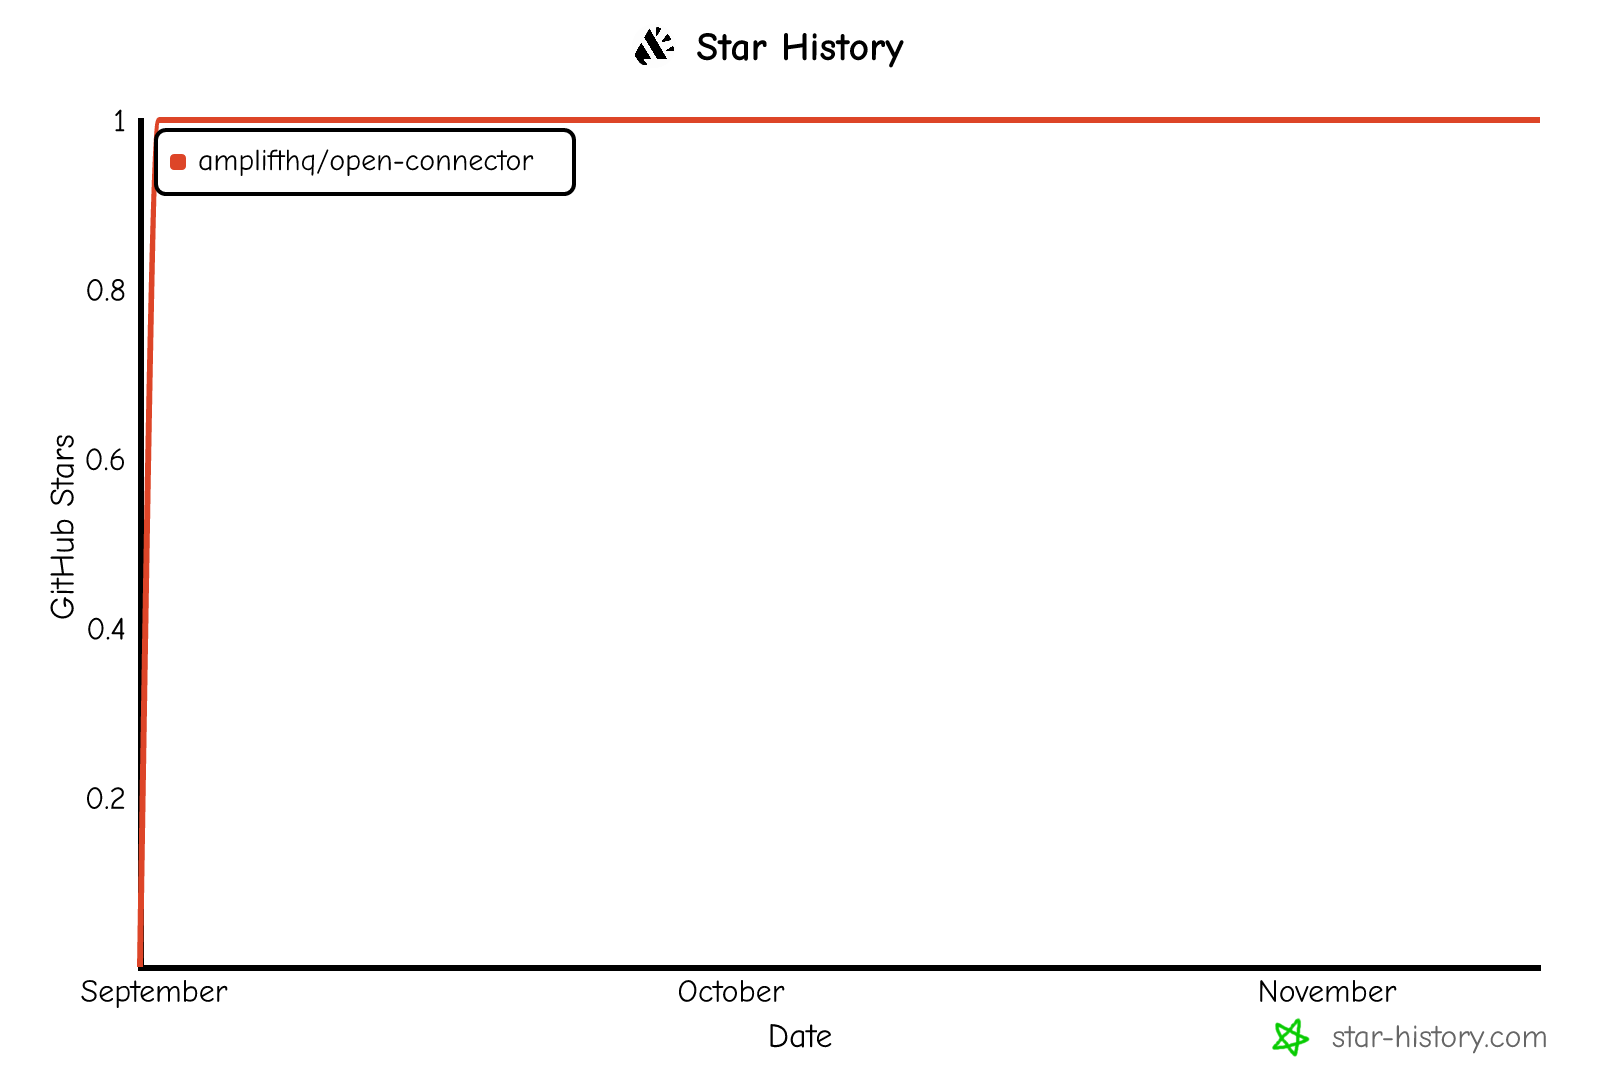 Star History
1
amplifthq/open-connector
0.8
0.6
GitHub Stars
0.4
0.2
September October November
Date
star-history.com